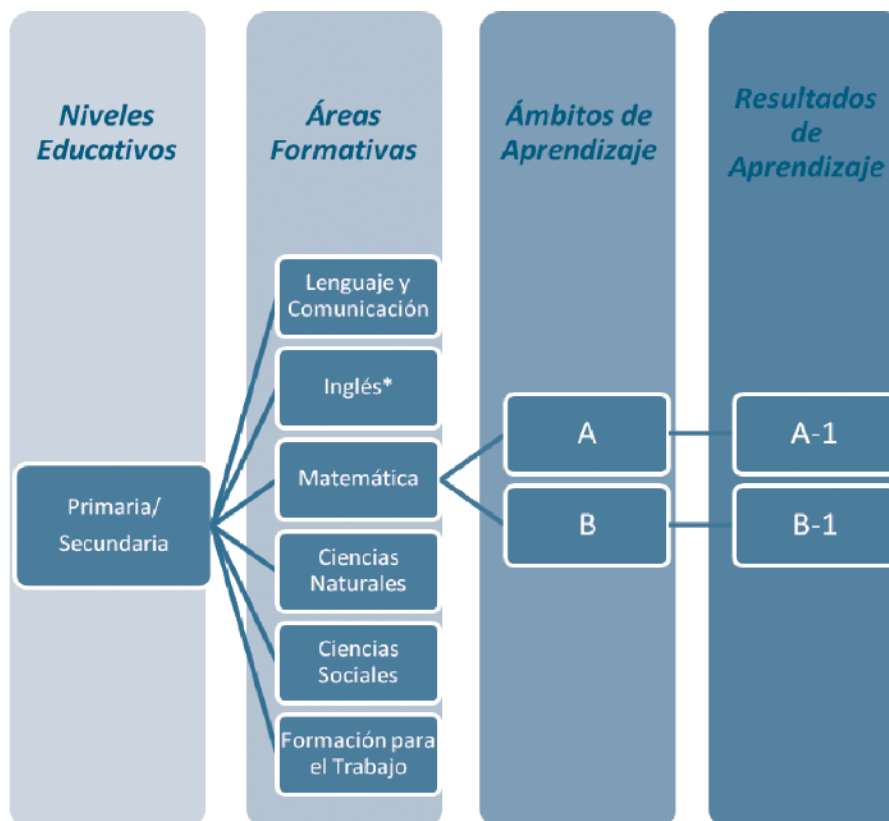 Niveles
Educativos
Áreas
Formativas
Ámbitos de
Aprendizaje
Resultados
de
Aprendizaje
Primaria/
Secundaria
Lenguaje y
Comunicación
Inglés*
Matemática
Ciencias
Naturales
Ciencias
Sociales
Formación para
el Trabajo
A
B
A-1
B-1